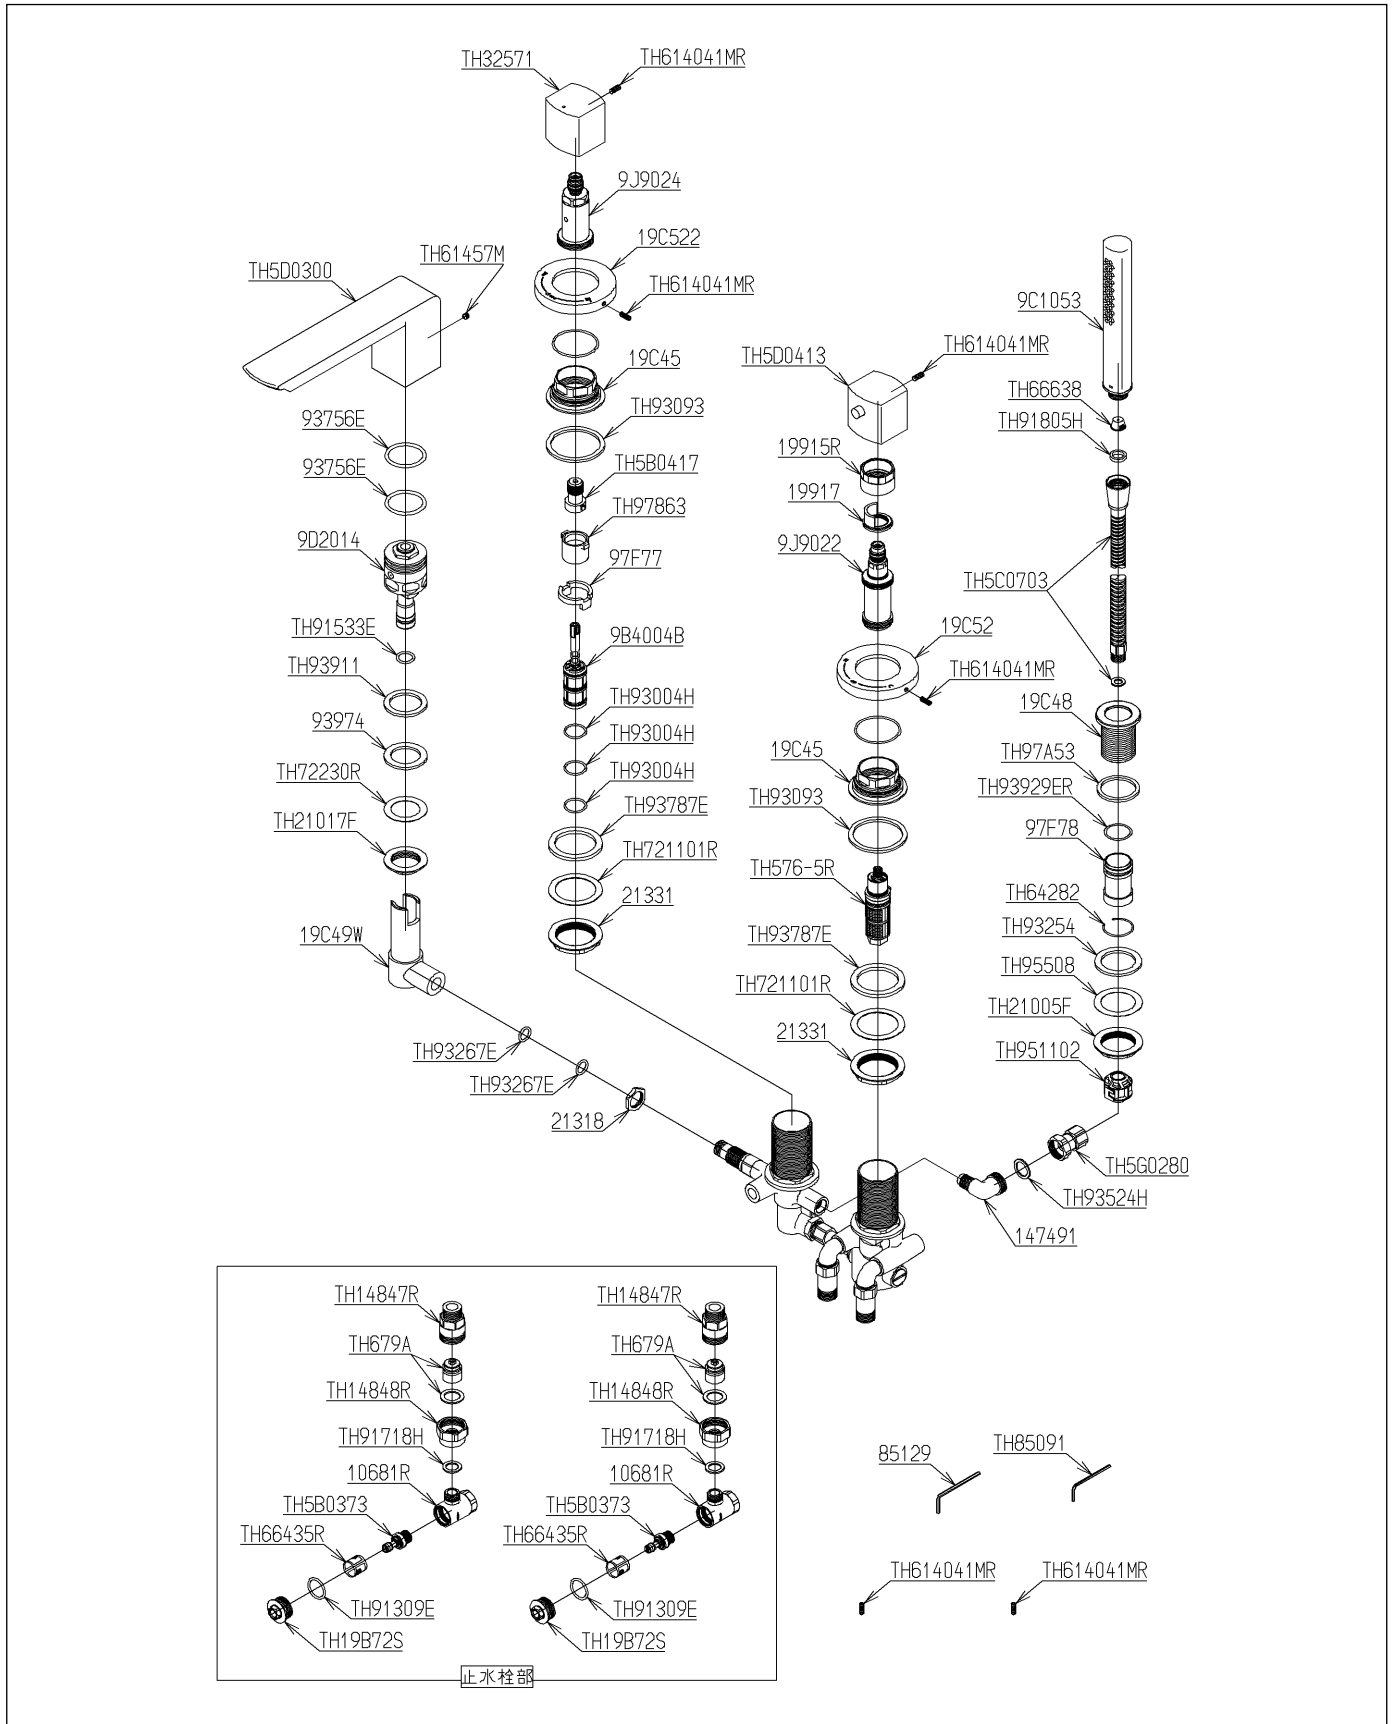 TH32571
TH614041MR
9J9024
19C522
TH614041MR
TH5D0300
TH61457M
19C45
TH93093
93756E
93756E
TH5B0417
TH97863
9D2014
97F77
TH91533E
TH93911
9B4004B
93974
TH93004H
TH93004H
TH93004H
TH72230R
TH93787E
TH21017F
TH721101R
21331
19C49W
TH93267E
TH93267E
21318
TH5D0413
TH614041MR
19915R
19917
9J9022
19C52
TH614041MR
19C45
TH93093
TH576-5R
TH93787E
TH721101R
21331
9C1053
TH66638
TH91805H
TH5C0703
19C48
TH97A53
TH93929ER
97F78
TH64282
TH93254
TH95508
TH21005F
TH951102
TH5G0280
TH93524H
147491
TH14847R
TH679A
TH14848R
TH91718H
10681R
TH5B0373
TH66435R
TH91309E
TH19B72S
TH14847R
TH679A
TH14848R
TH91718H
10681R
TH5B0373
TH66435R
TH91309E
TH19B72S
止水栓部
85129
TH85091
TH614041MR
TH614041MR